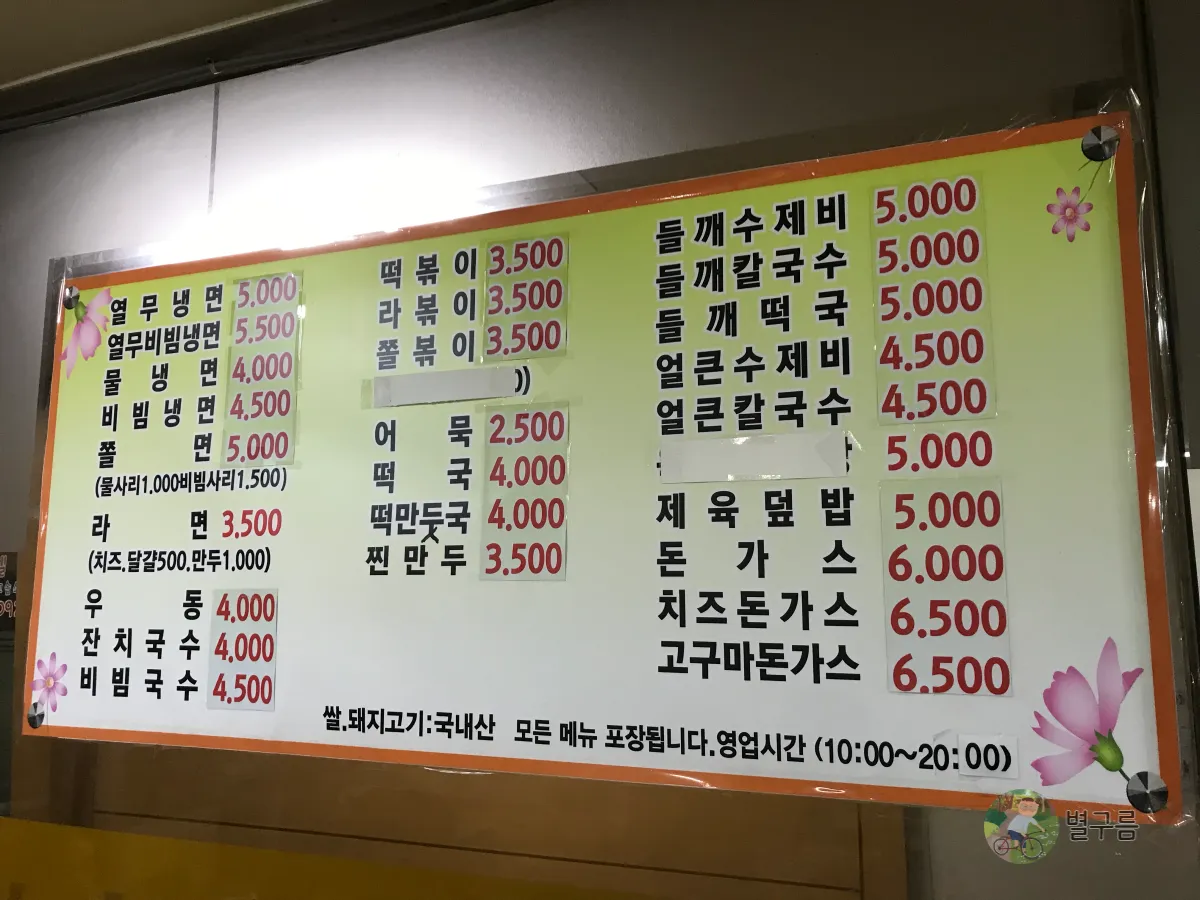 열무냉면 5.000
열무비빔냉면 5.500
물냉면 4.000
비빔냉면 4.500
쫄면 5.000
(물사리1.000비빔사리1.500)
라면 3.500
(치즈.달걀500.만두1.000)
우동 4.000
잔치국수 4.000
비빔국수 4.500
떡볶이 3.500
라볶이 3.500
쫄볶이 3.500
어묵 2.500
떡국 4.000
떡만둣국 4.000
찐만두 3.500
들깨수제비 5.000
들깨칼국수 5.000
들깨떡국 5.000
얼큰수제비 4.500
얼큰칼국수 4.500
5.000
제육덮밥 5.000
돈가스 6.000
치즈돈가스 6.500
고구마돈가스 6.500
쌀.돼지고기:국내산 모든 메뉴 포장됩니다.영업시간 (10:00~20:00)
별구름